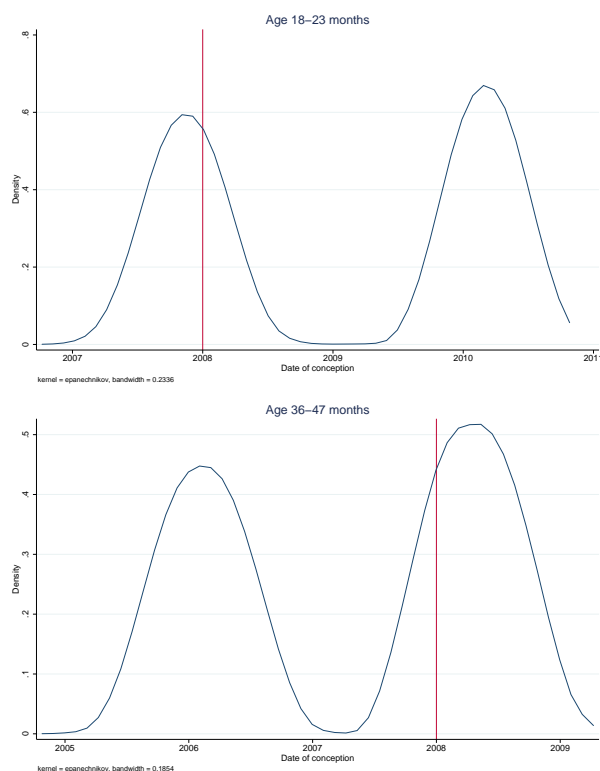 Age 18–23 months
Density
.8
.6
.4
.2
0
2007 2008 2009 2010 2011
Date of conception
kernel = epanechnikov, bandwidth = 0.2336
Age 36–47 months
Density
.5
.4
.3
.2
.1
0
2005 2006 2007 2008 2009
Date of conception
kernel = epanechnikov, bandwidth = 0.1854